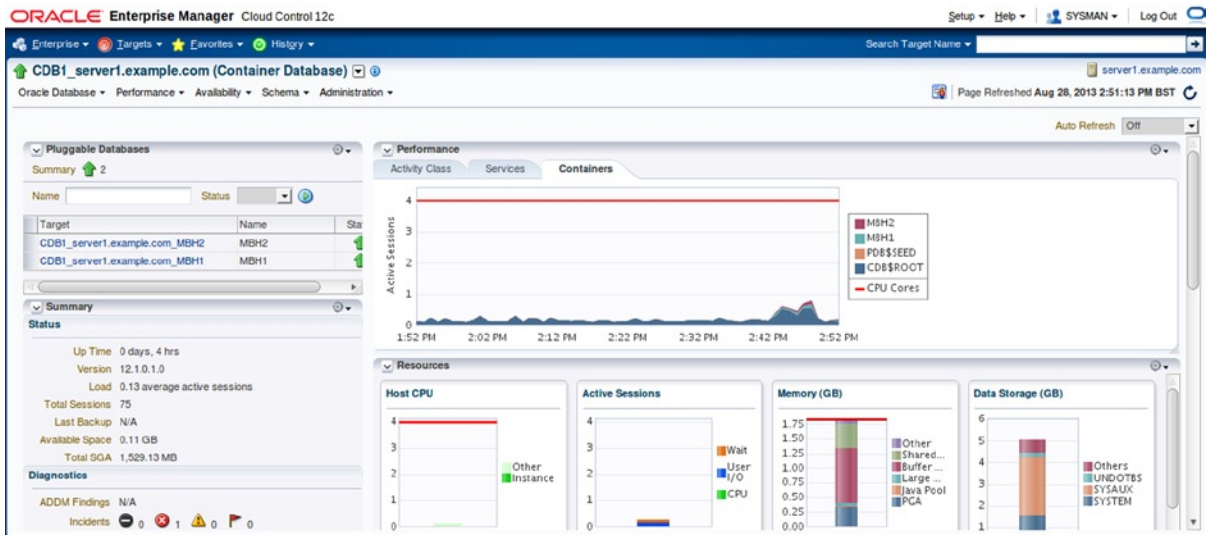 ORACLE Enterprise Manager Cloud Control 12c
Setup Help SYSMAN Log Out
Enterprise Targets Favorites History
Search Target Name
CDB1_server1.example.com (Container Database)
server1.example.com
Oracle Database Performance Availability Schema Administration
Page Refreshed Aug 28, 2013 2:51:13 PM BST
Auto Refresh Off
Pluggable Databases
Summary 2
Name Status
Target Name Sta
CDB1_server1.example.com_MBH2 MBH2
CDB1_server1.example.com_MBH1 MBH1
Summary
Status
Up Time 0 days, 4 hrs
Version 12.1.0.1.0
Load 0.13 average active sessions
Total Sessions 75
Last Backup N/A
Available Space 0.11 GB
Total SGA 1,529.13 MB
Diagnostics
ADDM Findings N/A
Incidents 0 1 0 0
Performance
Activity Class Services Containers
Active Sessions
4
3
2
1
0
1:52 PM 2:02 PM 2:12 PM 2:22 PM 2:32 PM 2:42 PM 2:52 PM
MBH2
MBH1
PDB$SEED
CDB$ROOT
CPU Cores
Resources
Host CPU
4
3
2
1
0
Other
Instance
Active Sessions
4
3
2
1
0
Wait
User I/O
CPU
Memory (GB)
1.75
1.50
1.25
1.00
0.75
0.50
0.25
0.00
Other
Shared...
Buffer ...
Large ...
Java Pool
PGA
Data Storage (GB)
6
5
4
3
2
1
Others
UNDOTBS
SYSAUX
SYSTEM